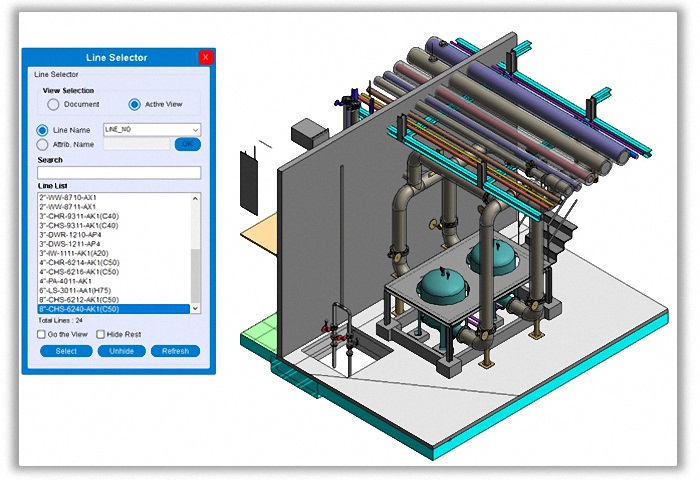 Line Selector
X
Line Selector
View Selection
Document
Active View
Line Name
LINE_NO
Attrib. Name
OK
Search
Line List
2"-WW-8710-AX1
2"-WW-8711-AX1
3"-CHR-9311-AK1(C40)
3"-CHS-9311-AK1(C40)
3"-DWR-1210-AP4
3"-DWS-1211-AP4
3"-IW-1111-AK1(A20)
4"-CHR-6214-AK1(C50)
4"-CHS-6216-AK1(C50)
4"-PA-4011-AK1
6"-LS-3011-AA1(H75)
8"-CHS-6212-AK1(C50)
8"-CHS-6240-AK1(C50)
Total Lines : 24
Go the View
Hide Rest
Select
Unhide
Refresh